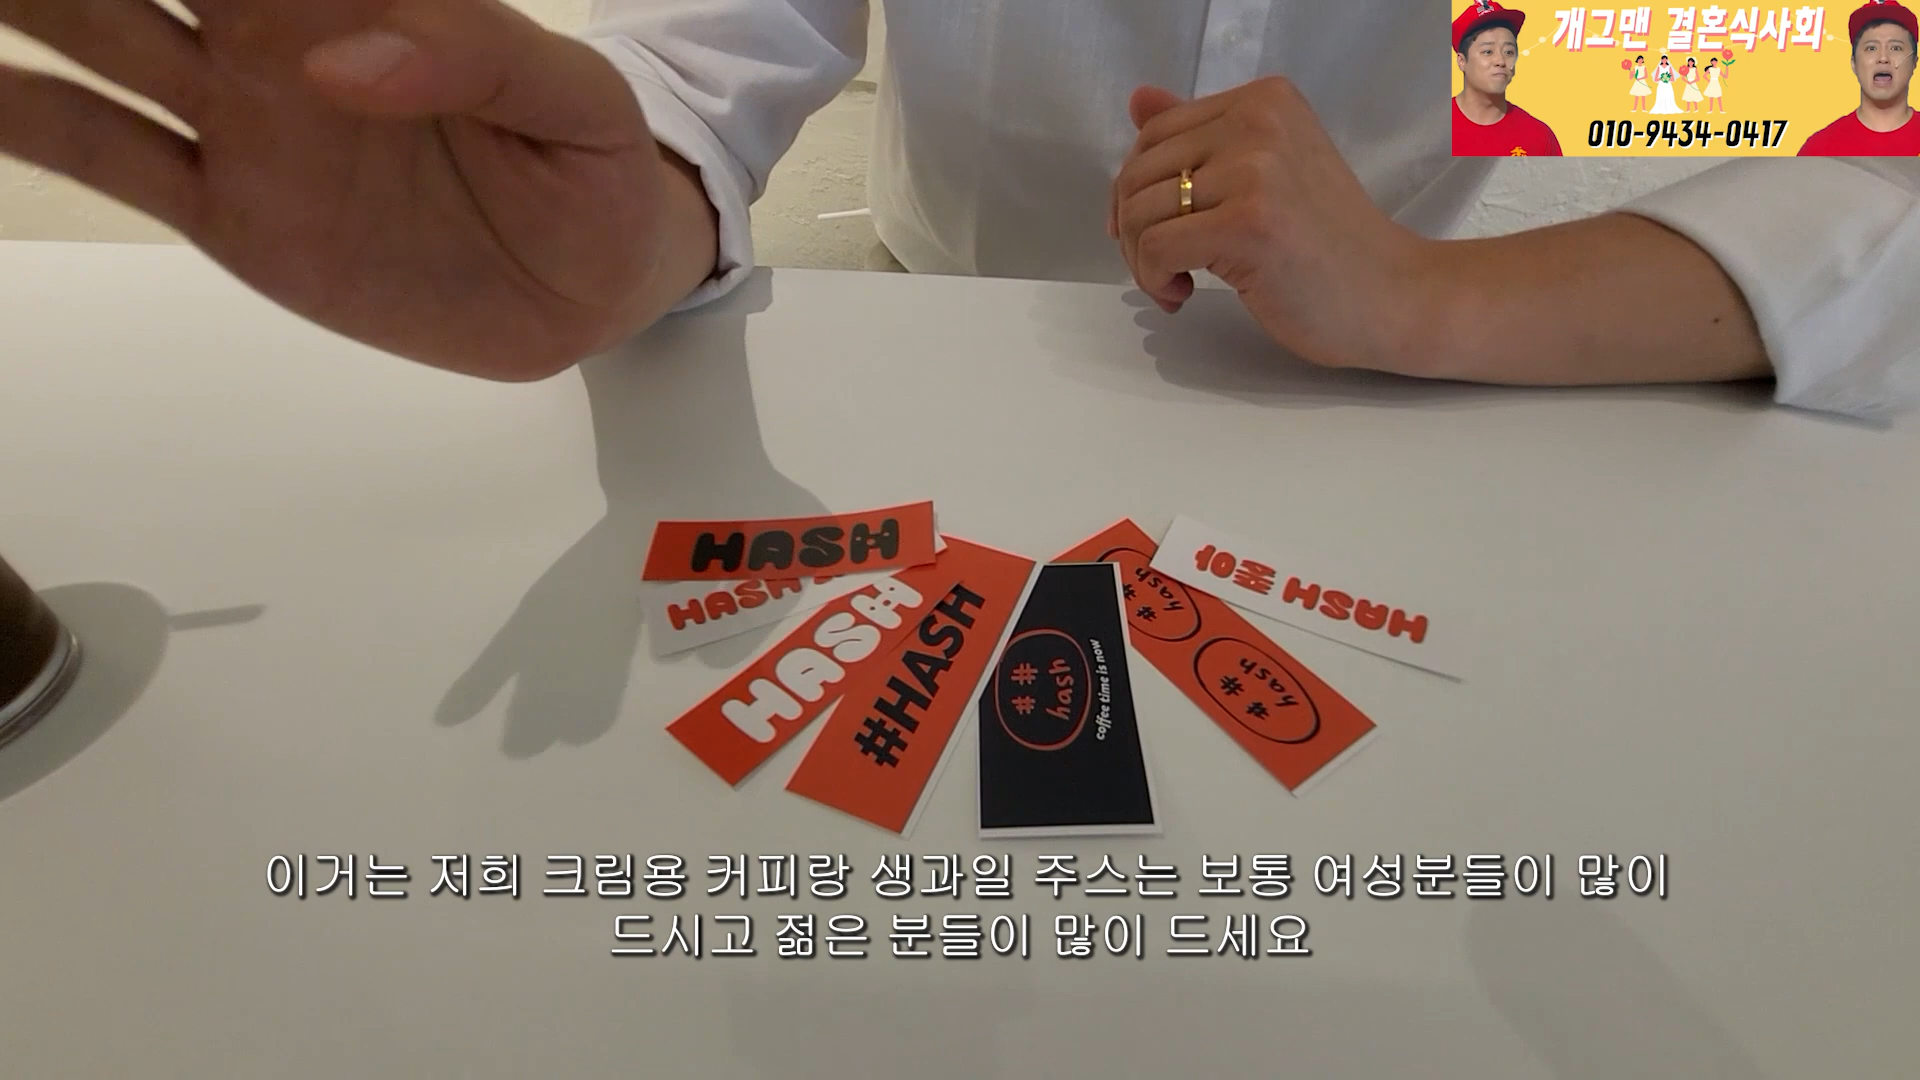 개그맨 결혼식사회
010-9434-0417
HASH
HASH
HASH
#HASH
## hash
coffee time is now
## hash
## hash
HASH 짬아
이거는 저희 크림용 커피랑 생과일 주스는 보통 여성분들이 많이
드시고 젊은 분들이 많이 드세요